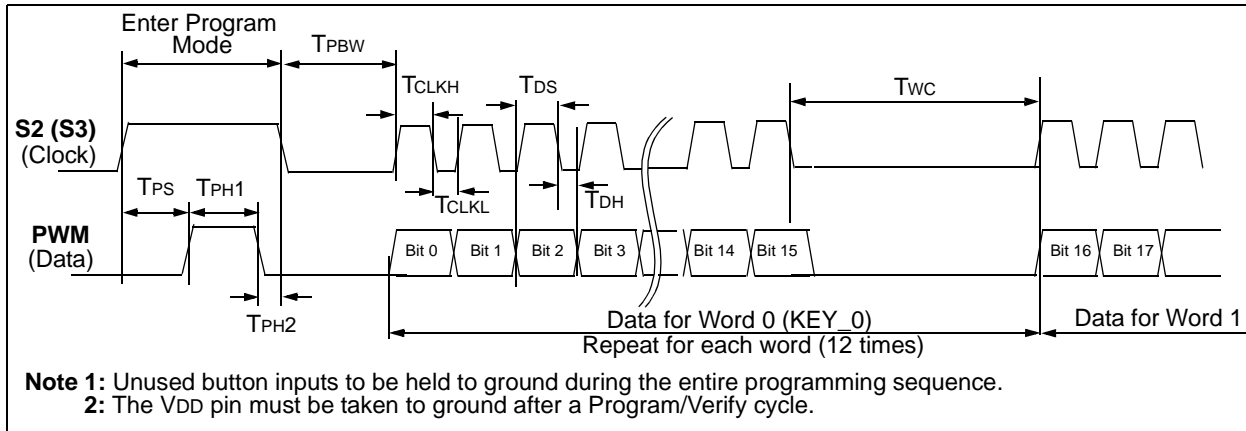 Enter Program
Mode
TPBW
TCLKH
TDS
TWC
S2 (S3)
(Clock)
TPS
TPH1
TCLKL
TDH
PWM
(Data)
Bit 0
Bit 1
Bit 2
Bit 3
Bit 14
Bit 15
Bit 16
Bit 17
TPH2
Data for Word 0 (KEY_0)
Data for Word 1
Repeat for each word (12 times)
Note 1: Unused button inputs to be held to ground during the entire programming sequence.
2: The VDD pin must be taken to ground after a Program/Verify cycle.